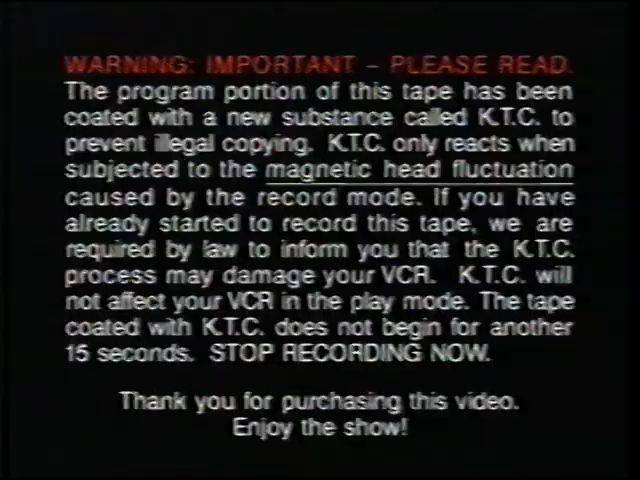 WARNING: IMPORTANT – PLEASE READ.
The program portion of this tape has been
coated with a new substance called K.T.C. to
prevent illegal copying. K.T.C. only reacts when
subjected to the magnetic head fluctuation
caused by the record mode. If you have
already started to record this tape, we are
required by law to inform you that the K.T.C.
process may damage your VCR. K.T.C. will
not affect your VCR in the play mode. The tape
coated with K.T.C. does not begin for another
15 seconds. STOP RECORDING NOW.
Thank you for purchasing this video.
Enjoy the show!